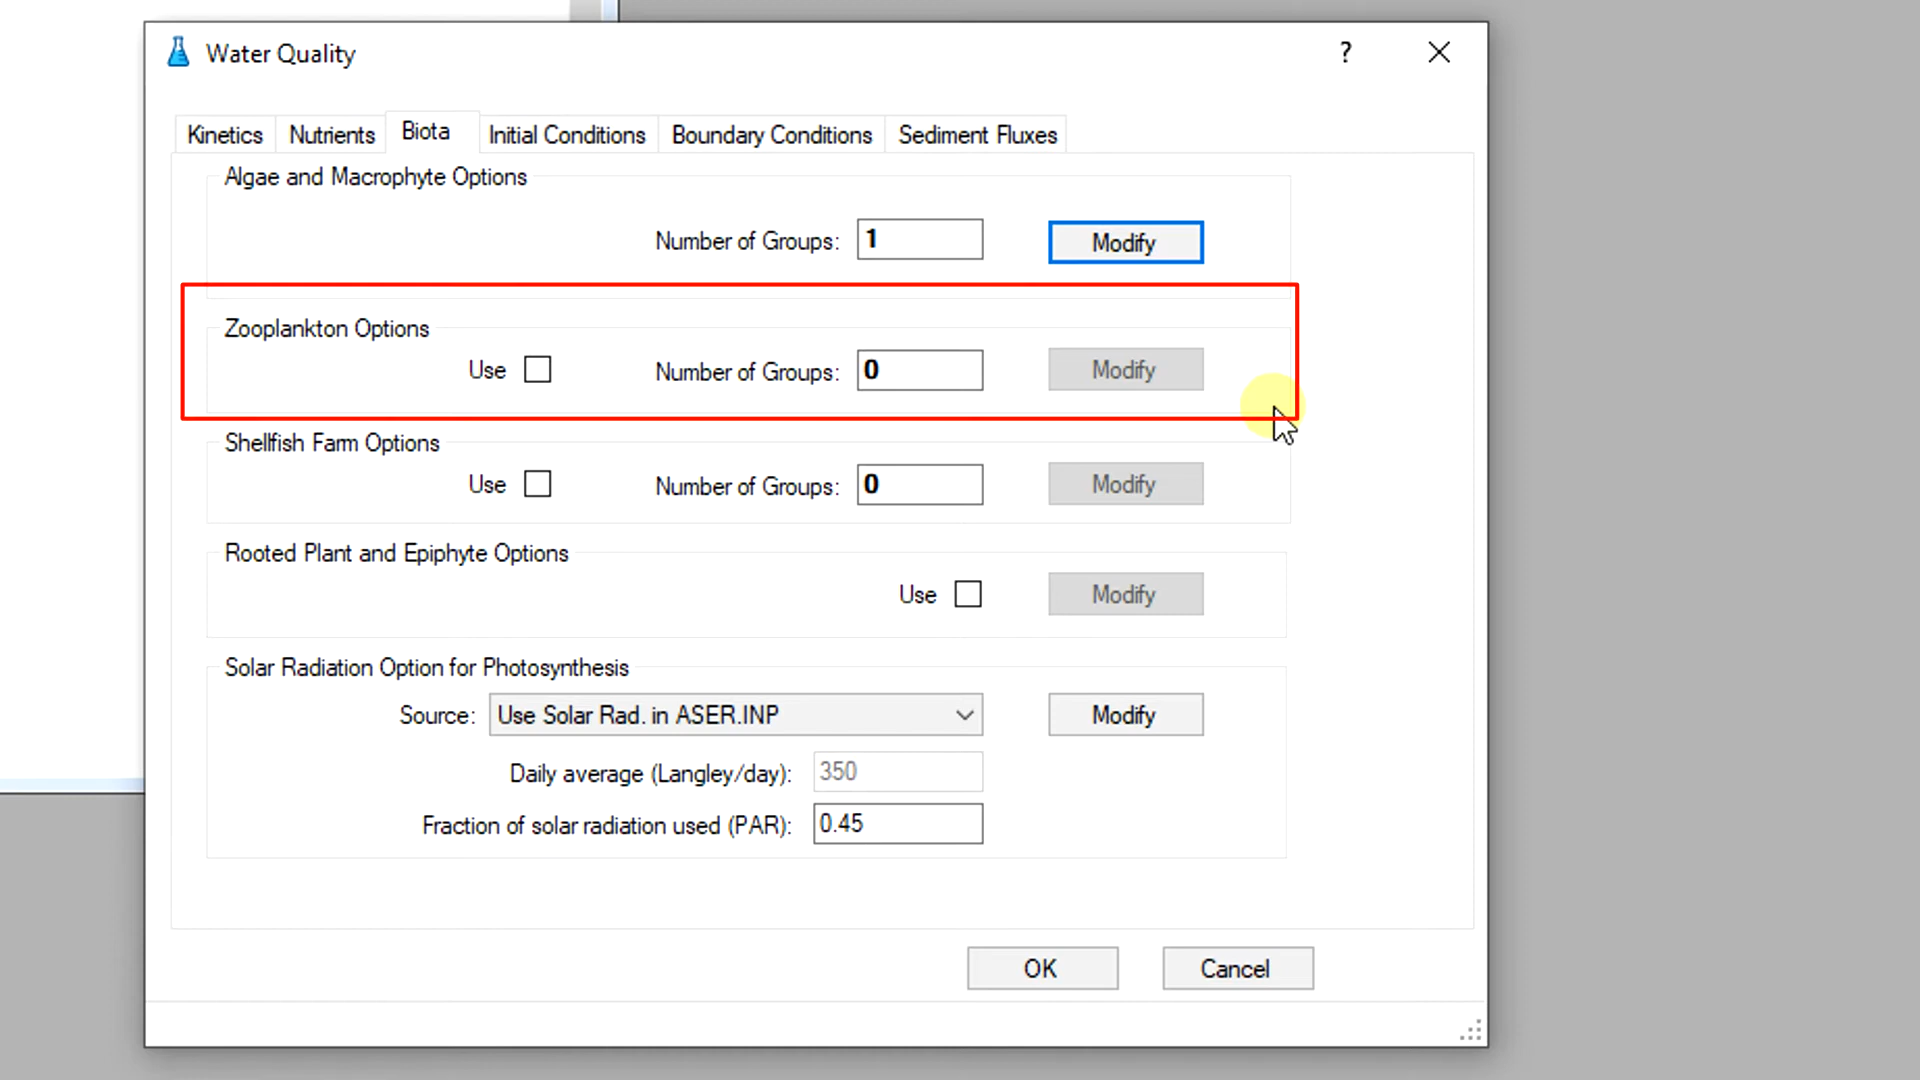 Water Quality
?
Kinetics Nutrients Biota Initial Conditions Boundary Conditions Sediment Fluxes
Algae and Macrophyte Options
Number of Groups: 1 Modify
Zooplankton Options
Use Number of Groups: 0 Modify
Shellfish Farm Options
Use Number of Groups: 0 Modify
Rooted Plant and Epiphyte Options
Use Modify
Solar Radiation Option for Photosynthesis
Source: Use Solar Rad. in ASER.INP Modify
Daily average (Langley/day): 350
Fraction of solar radiation used (PAR): 0.45
OK Cancel